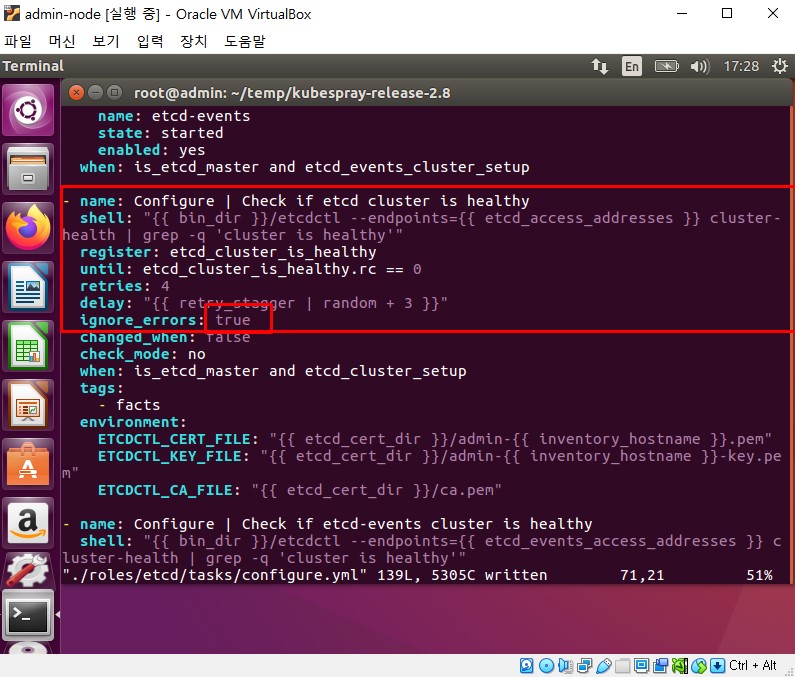 admin-node [실행 중] - Oracle VM VirtualBox
파일 머신 보기 입력 장치 도움말
Terminal En 17:28
root@admin: ~/temp/kubespray-release-2.8
name: etcd-events
state: started
enabled: yes
when: is_etcd_master and etcd_events_cluster_setup
- name: Configure | Check if etcd cluster is healthy
shell: "{{ bin_dir }}/etcdctl --endpoints={{ etcd_access_addresses }} cluster-
health | grep -q 'cluster is healthy'"
register: etcd_cluster_is_healthy
until: etcd_cluster_is_healthy.rc == 0
retries: 4
delay: "{{ retry_stagger | random + 3 }}"
ignore_errors: true
changed_when: false
check_mode: no
when: is_etcd_master and etcd_cluster_setup
tags:
- facts
environment:
ETCDCTL_CERT_FILE: "{{ etcd_cert_dir }}/admin-{{ inventory_hostname }}.pem"
ETCDCTL_KEY_FILE: "{{ etcd_cert_dir }}/admin-{{ inventory_hostname }}-key.pe
m"
ETCDCTL_CA_FILE: "{{ etcd_cert_dir }}/ca.pem"
- name: Configure | Check if etcd-events cluster is healthy
shell: "{{ bin_dir }}/etcdctl --endpoints={{ etcd_events_access_addresses }} c
luster-health | grep -q 'cluster is healthy'"
"./roles/etcd/tasks/configure.yml" 139L, 5305C written 71,21 51%
Ctrl + Alt